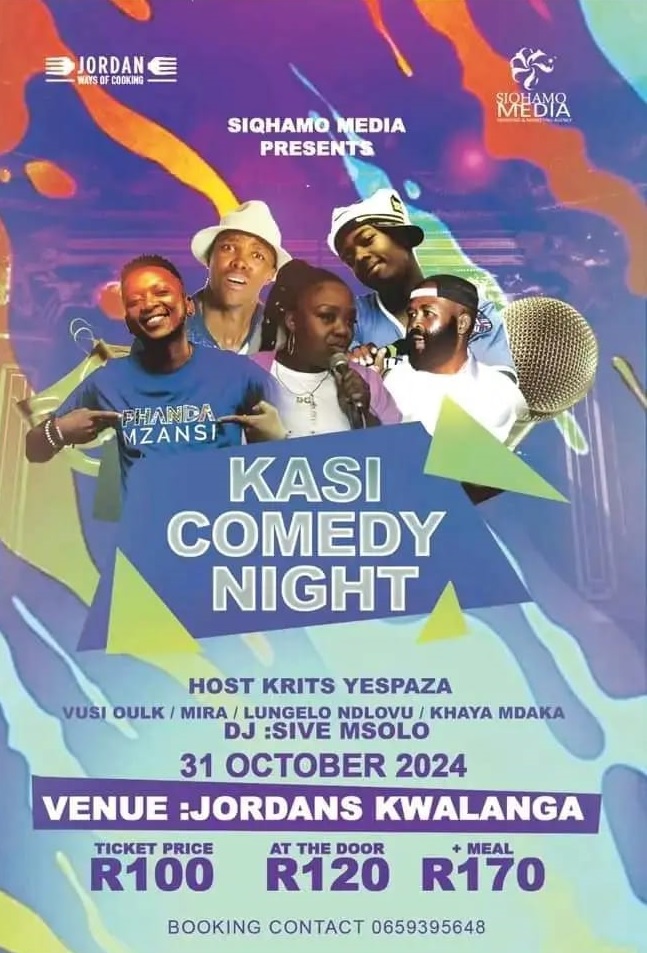 JORDAN
WAYS OF COOKING
SIQHAMO
MEDIA
SIQHAMO MEDIA
PRESENTS
PHANDA
MZANSI
KASI
COMEDY
NIGHT
HOST KRITS YESPAZA
VUSI OULK / MIRA / LUNGELO NDLOVU / KHAYA MDAKA
DJ :SIVE MSOLO
31 OCTOBER 2024
VENUE :JORDANS KWALANGA
TICKET PRICE
R100
AT THE DOOR
R120
+ MEAL
R170
BOOKING CONTACT 0659395648